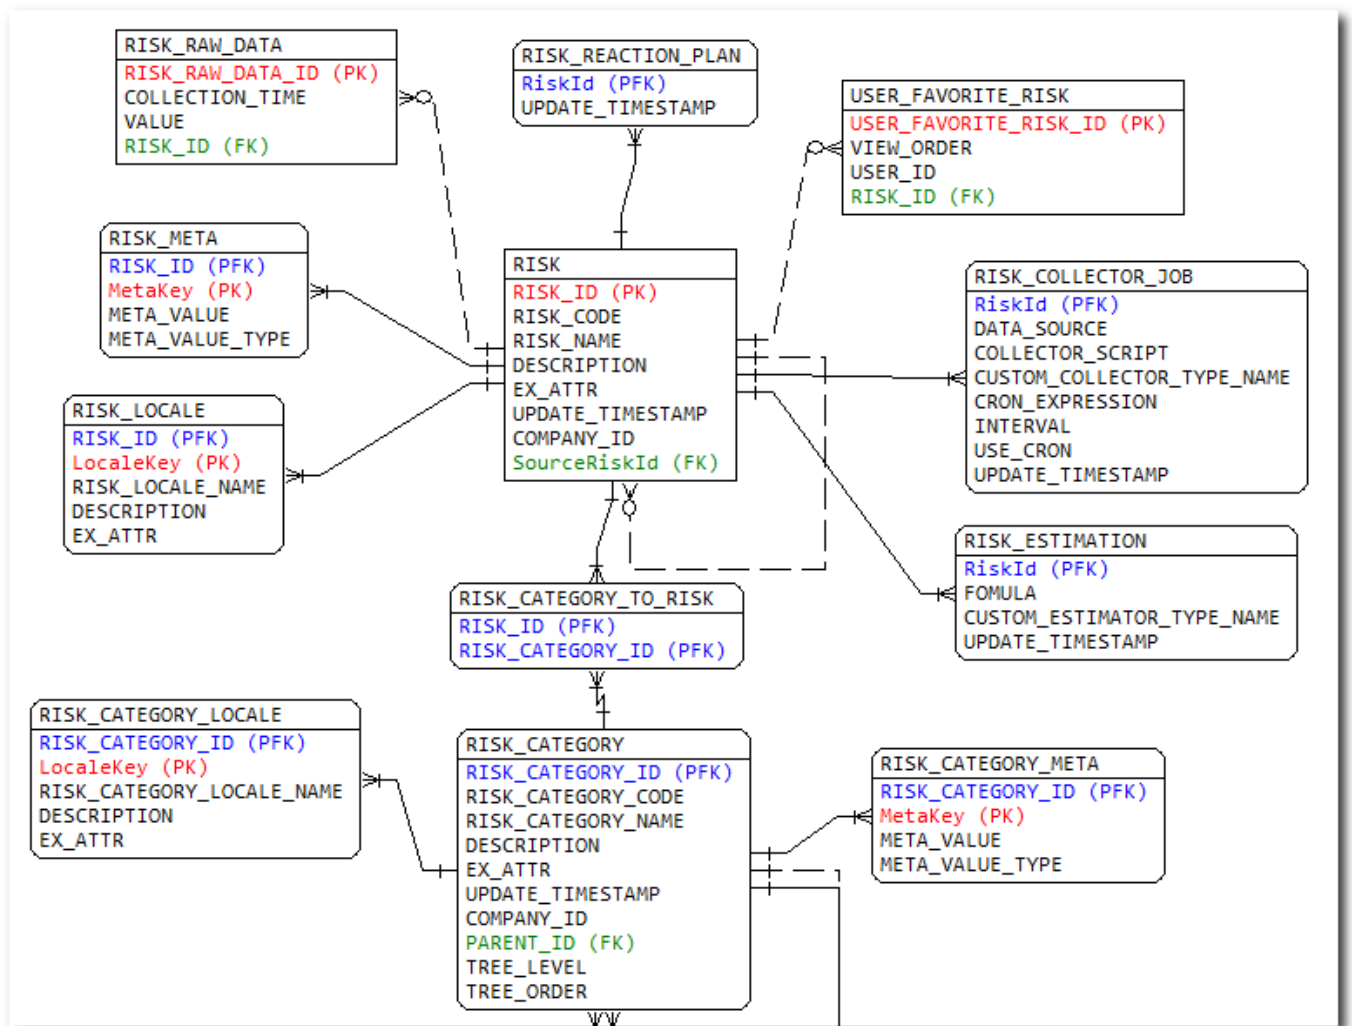 RISK_RAW_DATA
RISK_RAW_DATA_ID (PK)
COLLECTION_TIME
VALUE
RISK_ID (FK)
RISK_REACTION_PLAN
RiskId (PFK)
UPDATE_TIMESTAMP
USER_FAVORITE_RISK
USER_FAVORITE_RISK_ID (PK)
VIEW_ORDER
USER_ID
RISK_ID (FK)
RISK_META
RISK_ID (PFK)
MetaKey (PK)
META_VALUE
META_VALUE_TYPE
RISK
RISK_ID (PK)
RISK_CODE
RISK_NAME
DESCRIPTION
EX_ATTR
UPDATE_TIMESTAMP
COMPANY_ID
SourceRiskId (FK)
RISK_COLLECTOR_JOB
RiskId (PFK)
DATA_SOURCE
COLLECTOR_SCRIPT
CUSTOM_COLLECTOR_TYPE_NAME
CRON_EXPRESSION
INTERVAL
USE_CRON
UPDATE_TIMESTAMP
RISK_LOCALE
RISK_ID (PFK)
LocaleKey (PK)
RISK_LOCALE_NAME
DESCRIPTION
EX_ATTR
RISK_ESTIMATION
RiskId (PFK)
FOMULA
CUSTOM_ESTIMATOR_TYPE_NAME
UPDATE_TIMESTAMP
RISK_CATEGORY_TO_RISK
RISK_ID (PFK)
RISK_CATEGORY_ID (PFK)
RISK_CATEGORY_LOCALE
RISK_CATEGORY_ID (PFK)
LocaleKey (PK)
RISK_CATEGORY_LOCALE_NAME
DESCRIPTION
EX_ATTR
RISK_CATEGORY
RISK_CATEGORY_ID (PFK)
RISK_CATEGORY_CODE
RISK_CATEGORY_NAME
DESCRIPTION
EX_ATTR
UPDATE_TIMESTAMP
COMPANY_ID
PARENT_ID (FK)
TREE_LEVEL
TREE_ORDER
RISK_CATEGORY_META
RISK_CATEGORY_ID (PFK)
MetaKey (PK)
META_VALUE
META_VALUE_TYPE